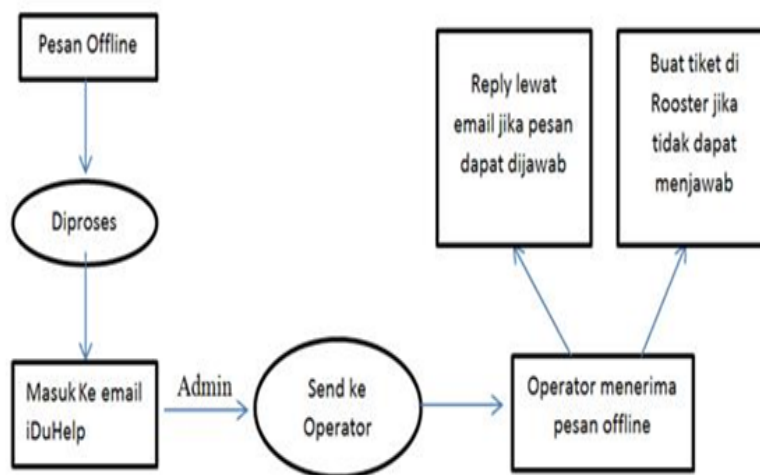 Pesan Offline
Diproses
Masuk Ke email
iDuHelp
Admin
Send ke
Operator
Operator menerima
pesan offline
Reply lewat
email jika pesan
dapat dijawab
Buat tiket di
Rooster jika
tidak dapat
menjawab